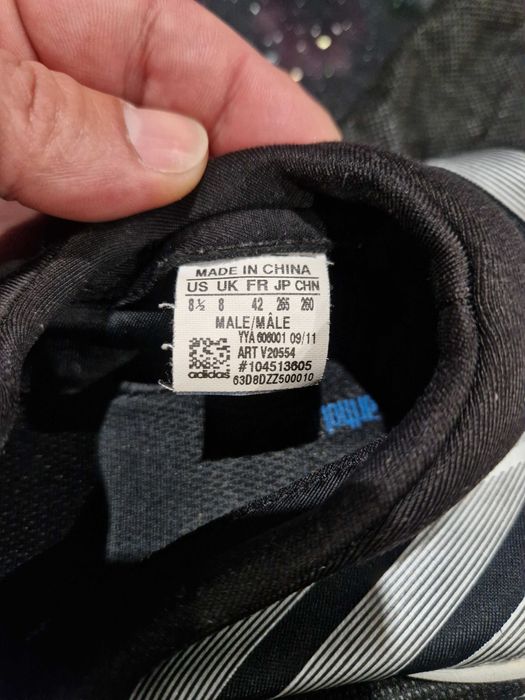 MADE IN CHINA
US UK FR JP CHN
8½ 8 42 265 260
MALE/MÂLE
YYA 606001 09/11
ART V20554
#104513605
adidas
63D8DZZ500010